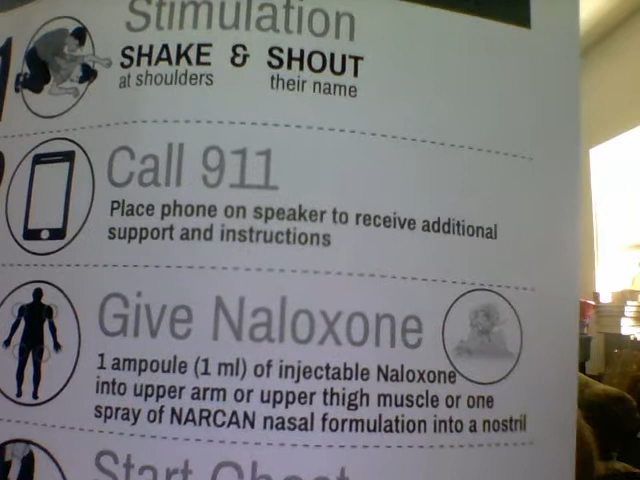 Stimulation
SHAKE & SHOUT
at shoulders their name
Call 911
Place phone on speaker to receive additional
support and instructions
Give Naloxone
1 ampoule (1 ml) of injectable Naloxone
into upper arm or upper thigh muscle or one
spray of NARCAN nasal formulation into a nostril
Start Chest